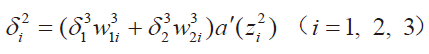 δ_i^2 = (δ_1^3 w_{1i}^3 + δ_2^3 w_{2i}^3)a′(z_i^2) （i = 1, 2, 3）